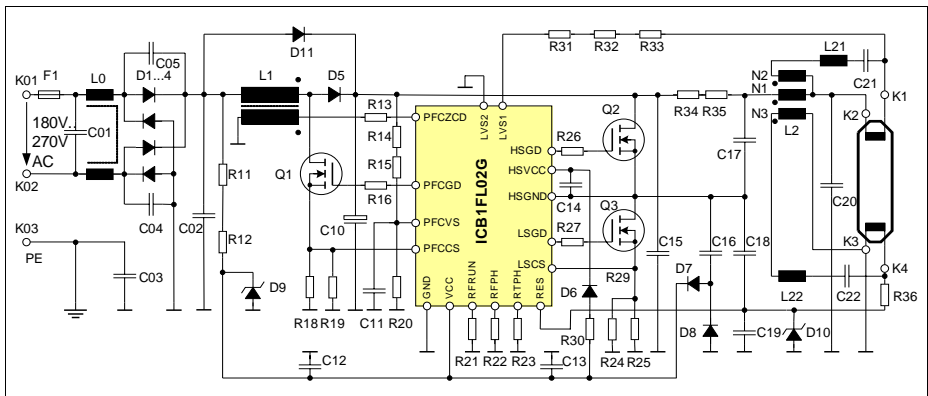 C05
D11
R31
R32
R33
L21
K01
F1
L0
D1...4
L1
D5
C21
N2
N1
N3
K1
K2
R13
PFCZCD
LVS2
LVS1
Q2
R34
R35
L2
180V..
270V
AC
C01
R14
R15
HSGD
R26
C17
K02
R11
Q1
PFCGD
R16
ICB1FL02G
HSVCC
HSGND
C14
Q3
C20
C04
C02
R12
C10
PFCVS
LSGD
R27
K03
PE
C03
PFCCS
LSCS
R29
C15
C16
C18
K3
K4
D9
GND
VCC
RFRUN
RFPH
RTPH
RES
D6
D7
L22
C22
R36
R18
R19
C11
R20
R21
R22
R23
R30
R24
R25
D8
C19
D10
C12
C13